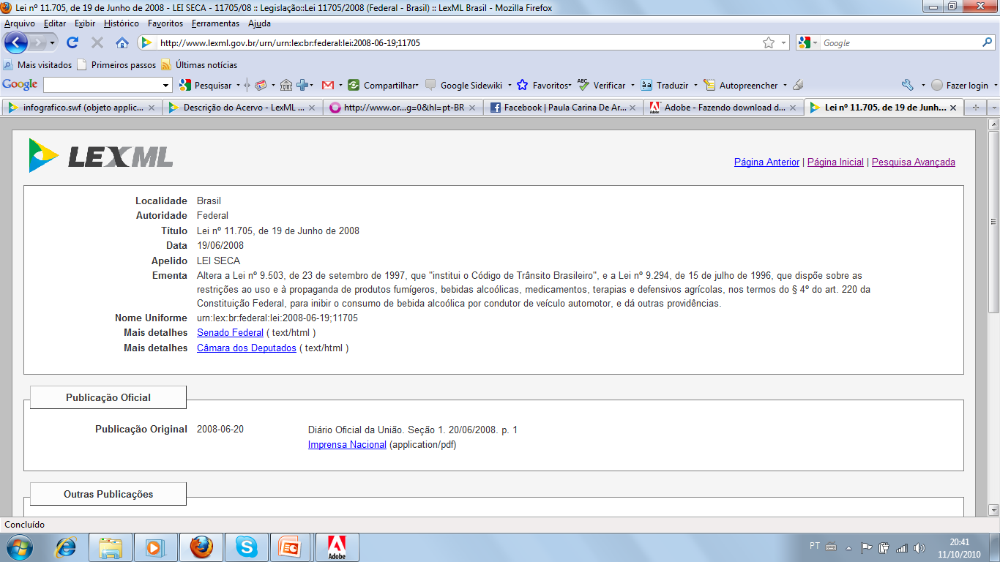 Lei nº 11.705, de 19 de Junho de 2008 - LEI SECA - 11705/08 :: Legislação::Lei 11705/2008 (Federal - Brasil) :: LexML Brasil - Mozilla Firefox
Arquivo Editar Exibir Histórico Favoritos Ferramentas Ajuda
http://www.lexml.gov.br/urn/urn:lex:br:federal:lei:2008-06-19;11705 Google
Mais visitados Primeiros passos Últimas notícias
Google Pesquisar Compartilhar Google Sidewiki Favoritos Verificar Traduzir Autopreencher Fazer login
infografico.swf (objeto applic... Descrição do Acervo - LexML ... http://www.or...g=0&hl=pt-BR Facebook | Paula Carina De Ar... Adobe - Fazendo download d... Lei nº 11.705, de 19 de Junh...
LEXML
Página Anterior | Página Inicial | Pesquisa Avançada
Localidade Brasil
Autoridade Federal
Título Lei nº 11.705, de 19 de Junho de 2008
Data 19/06/2008
Apelido LEI SECA
Ementa Altera a Lei nº 9.503, de 23 de setembro de 1997, que "institui o Código de Trânsito Brasileiro", e a Lei nº 9.294, de 15 de julho de 1996, que dispõe sobre as
restrições ao uso e à propaganda de produtos fumígeros, bebidas alcoólicas, medicamentos, terapias e defensivos agrícolas, nos termos do § 4º do art. 220 da
Constituição Federal, para inibir o consumo de bebida alcoólica por condutor de veículo automotor, e dá outras providências.
Nome Uniforme urn:lex:br:federal:lei:2008-06-19;11705
Mais detalhes Senado Federal ( text/html )
Mais detalhes Câmara dos Deputados ( text/html )
Publicação Oficial
Publicação Original 2008-06-20 Diário Oficial da União. Seção 1. 20/06/2008. p. 1
Imprensa Nacional (application/pdf)
Outras Publicações
Concluído
Adobe
PT
20:41
11/10/2010